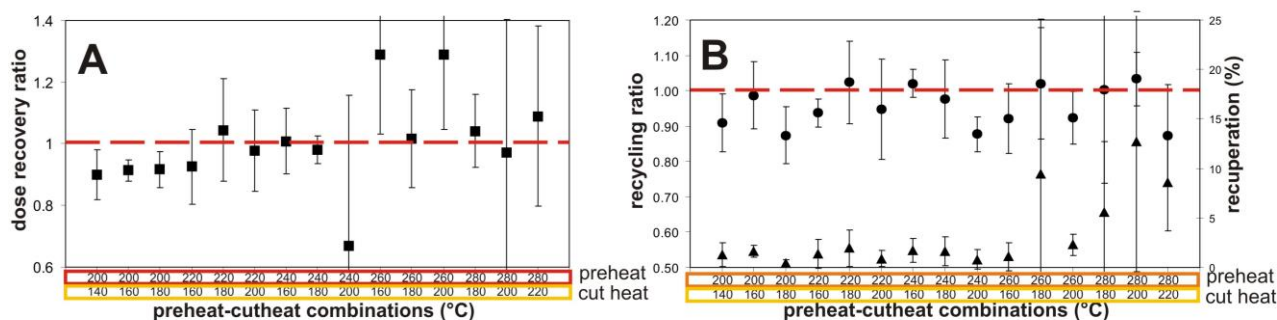 A
dose recovery ratio
1.4
1.2
1
0.8
0.6
200 200 200 220 220 220 240 240 240 260 260 260 280 280 280 preheat
140 160 180 160 180 200 160 180 200 160 180 200 180 200 220 cut heat
preheat-cutheat combinations (°C)
B
recycling ratio
1.20
1.10
1.00
0.90
0.80
0.70
0.60
0.50
25
20
15
10
5
0
recuperation (%)
200 200 200 220 220 220 240 240 240 260 260 260 280 280 280 preheat
140 160 180 160 180 200 160 180 200 160 180 200 180 200 220 cut heat
preheat-cutheat combinations (°C)